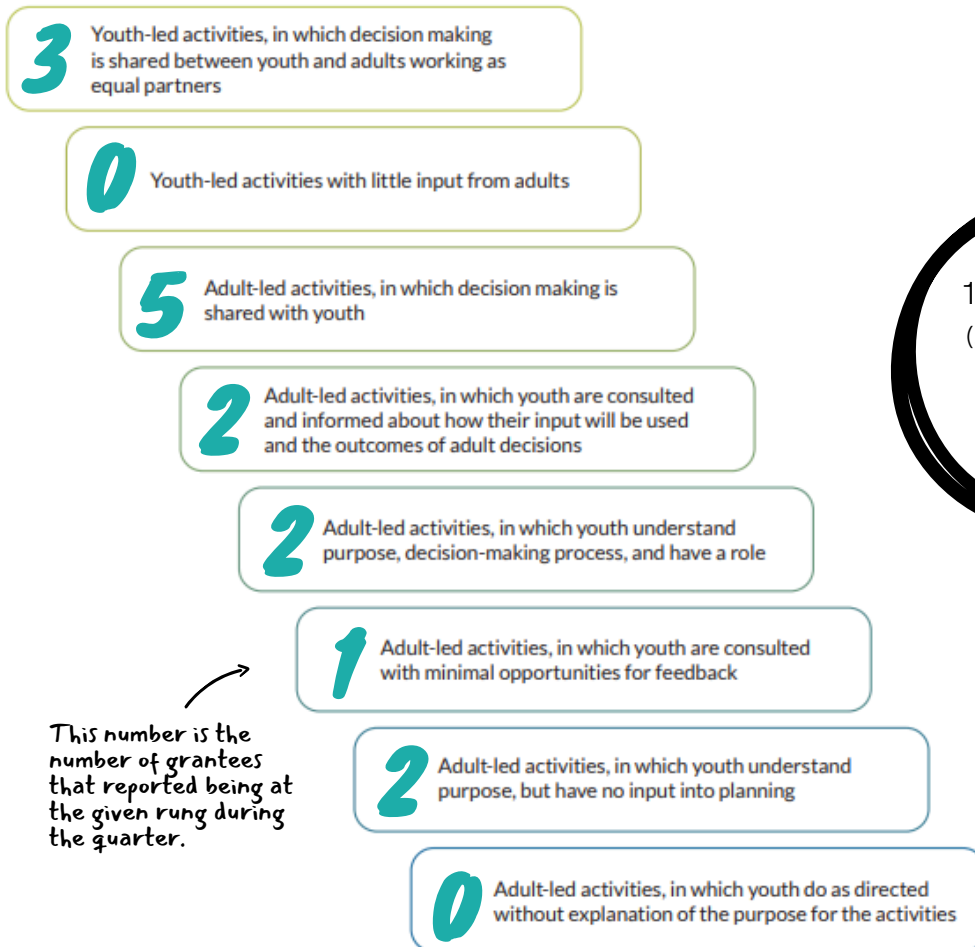 3
Youth-led activities, in which decision making
is shared between youth and adults working as
equal partners
0
Youth-led activities with little input from adults
5
Adult-led activities, in which decision making is
shared with youth
1
(
2
Adult-led activities, in which youth are consulted
and informed about how their input will be used
and the outcomes of adult decisions
2
Adult-led activities, in which youth understand
purpose, decision-making process, and have a role
1
Adult-led activities, in which youth are consulted
with minimal opportunities for feedback
This number is the
number of grantees
that reported being at
the given rung during
the quarter.
2
Adult-led activities, in which youth understand
purpose, but have no input into planning
0
Adult-led activities, in which youth do as directed
without explanation of the purpose for the activities